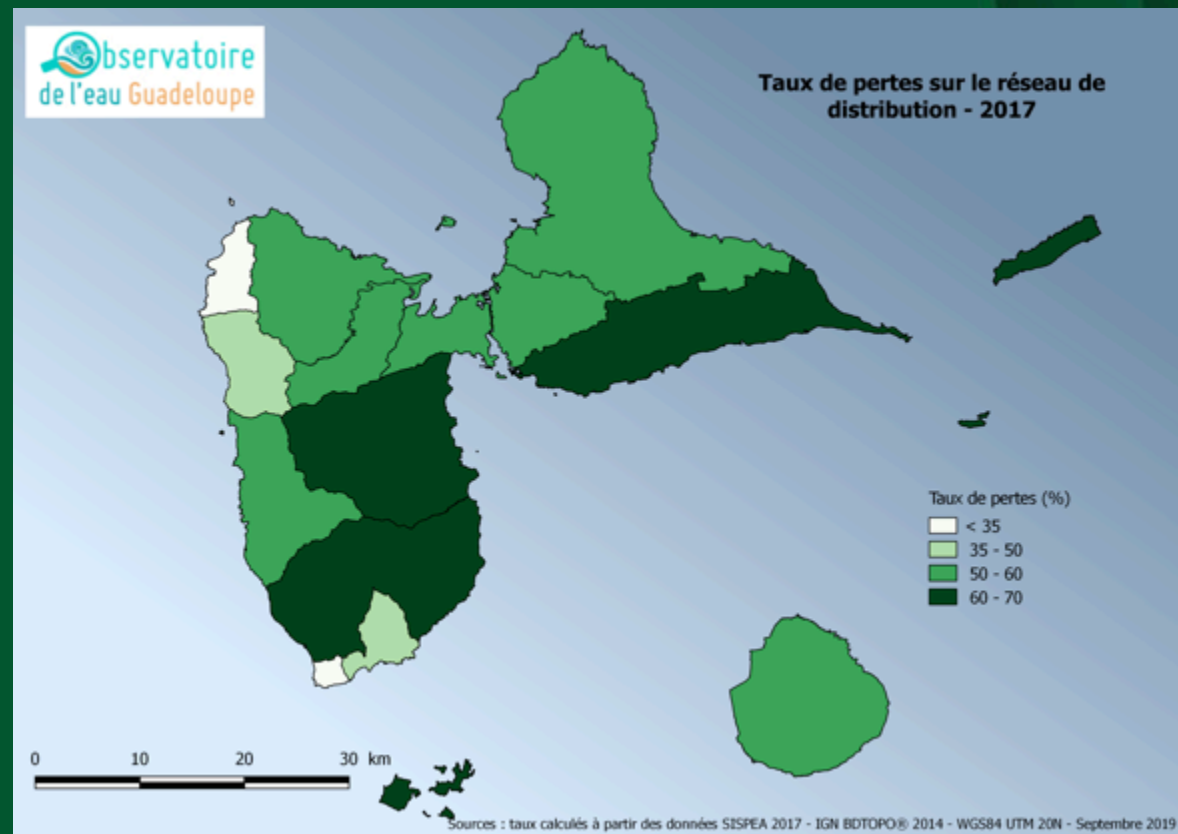 Observatoire
de l'eau Guadeloupe
Taux de pertes sur le réseau de
distribution - 2017
Taux de pertes (%)
< 35
35 - 50
50 - 60
60 - 70
0 10 20 30 km
Sources : taux calculés à partir des données SISPEA 2017 - IGN BDTOPO® 2014 - WGS84 UTM 20N - Septembre 2019